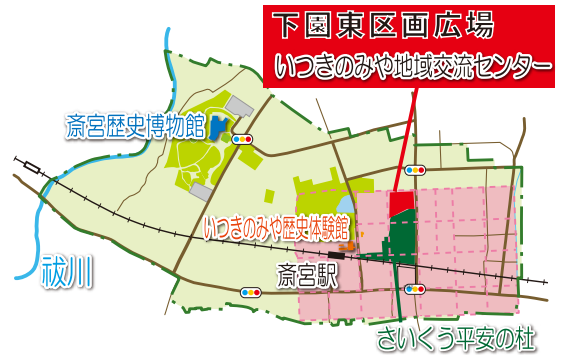 下園東区画広場
いつきのみや地域交流センター
斎宮歴史博物館
いつきのみや歴史体験館
斎宮駅
祓川
さいくう平安の杜